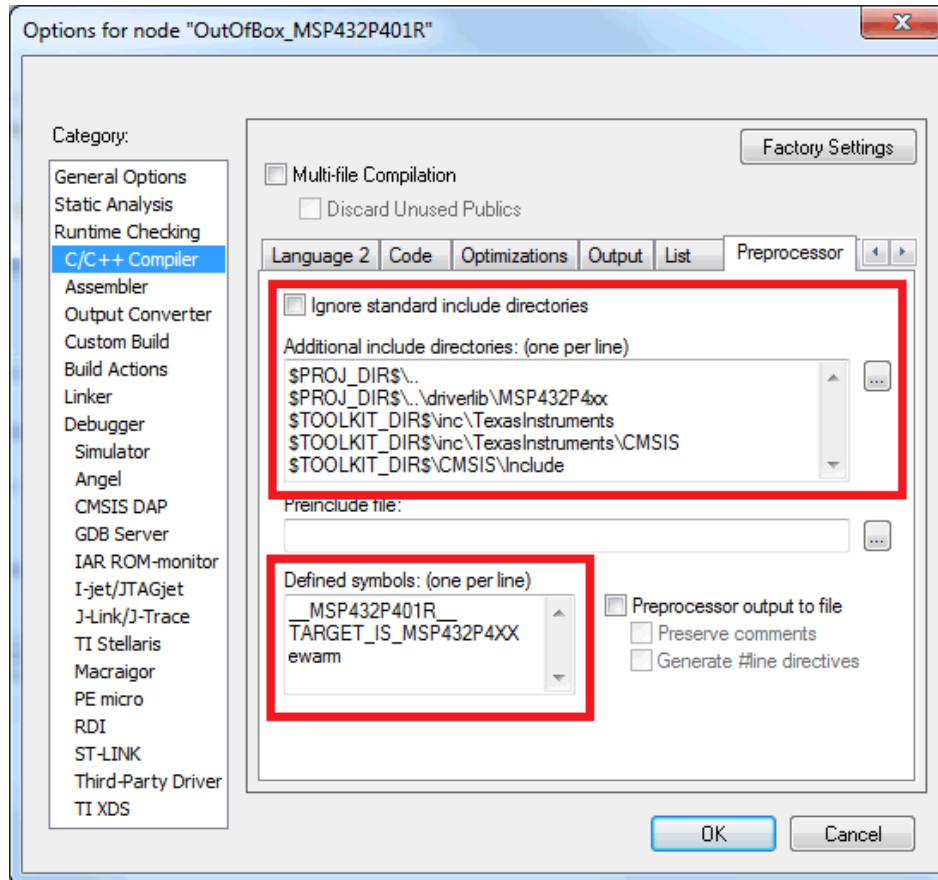 Options for node "OutOfBox_MSP432P401R"
Category:
General Options
Static Analysis
Runtime Checking
C/C++ Compiler
Assembler
Output Converter
Custom Build
Build Actions
Linker
Debugger
Simulator
Angel
CMSIS DAP
GDB Server
IAR ROM-monitor
I-jet/JTAGjet
J-Link/J-Trace
TI Stellaris
Macraigor
PE micro
RDI
ST-LINK
Third-Party Driver
TI XDS
Factory Settings
Multi-file Compilation
Discard Unused Publics
Language 2 Code Optimizations Output List Preprocessor
Ignore standard include directories
Additional include directories: (one per line)
$PROJ_DIR$\..
$PROJ_DIR$\..\driverlib\MSP432P4xx
$TOOLKIT_DIR$\inc\TexasInstruments
$TOOLKIT_DIR$\inc\TexasInstruments\CMSIS
$TOOLKIT_DIR$\CMSIS\Include
...
Preinclude file:
...
Defined symbols: (one per line)
__MSP432P401R__
TARGET_IS_MSP432P4XX
ewarm
Preprocessor output to file
Preserve comments
Generate #line directives
OK
Cancel